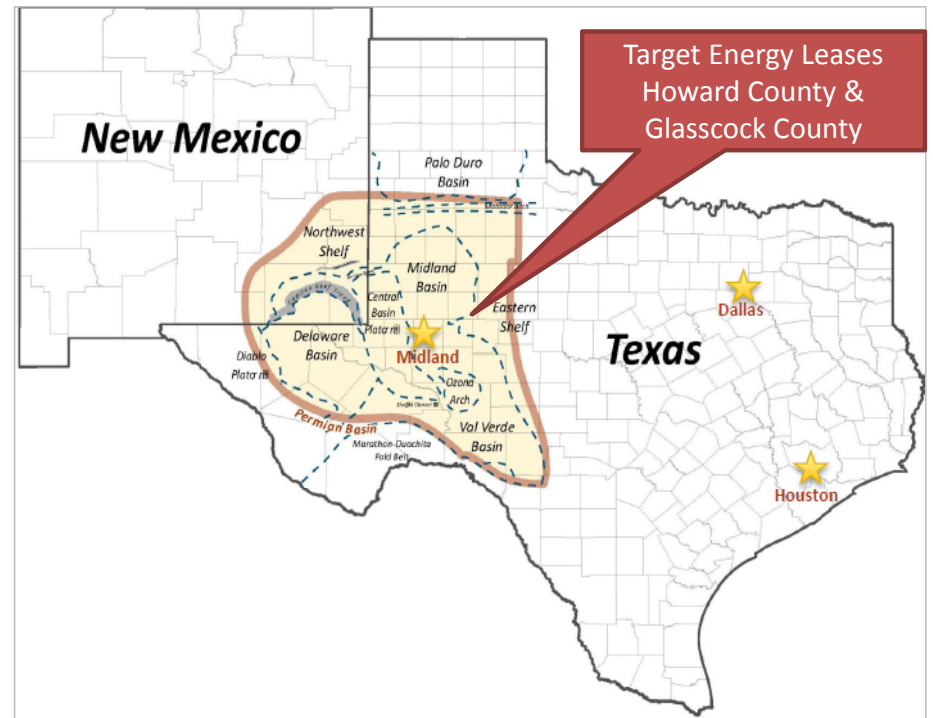 Target Energy Leases
Howard County &
Glasscock County
New Mexico
Palo Duro
Basin
Northwest
Shelf
Midland
Basin
Central
Basin
Eastern
Shelf
Dallas
Delaware
Basin
Midland
Texas
Diablo
Ozona
Arch
Permian Basin
Val Verde
Basin
Marathon-Ouachita
Fold Belt
Houston